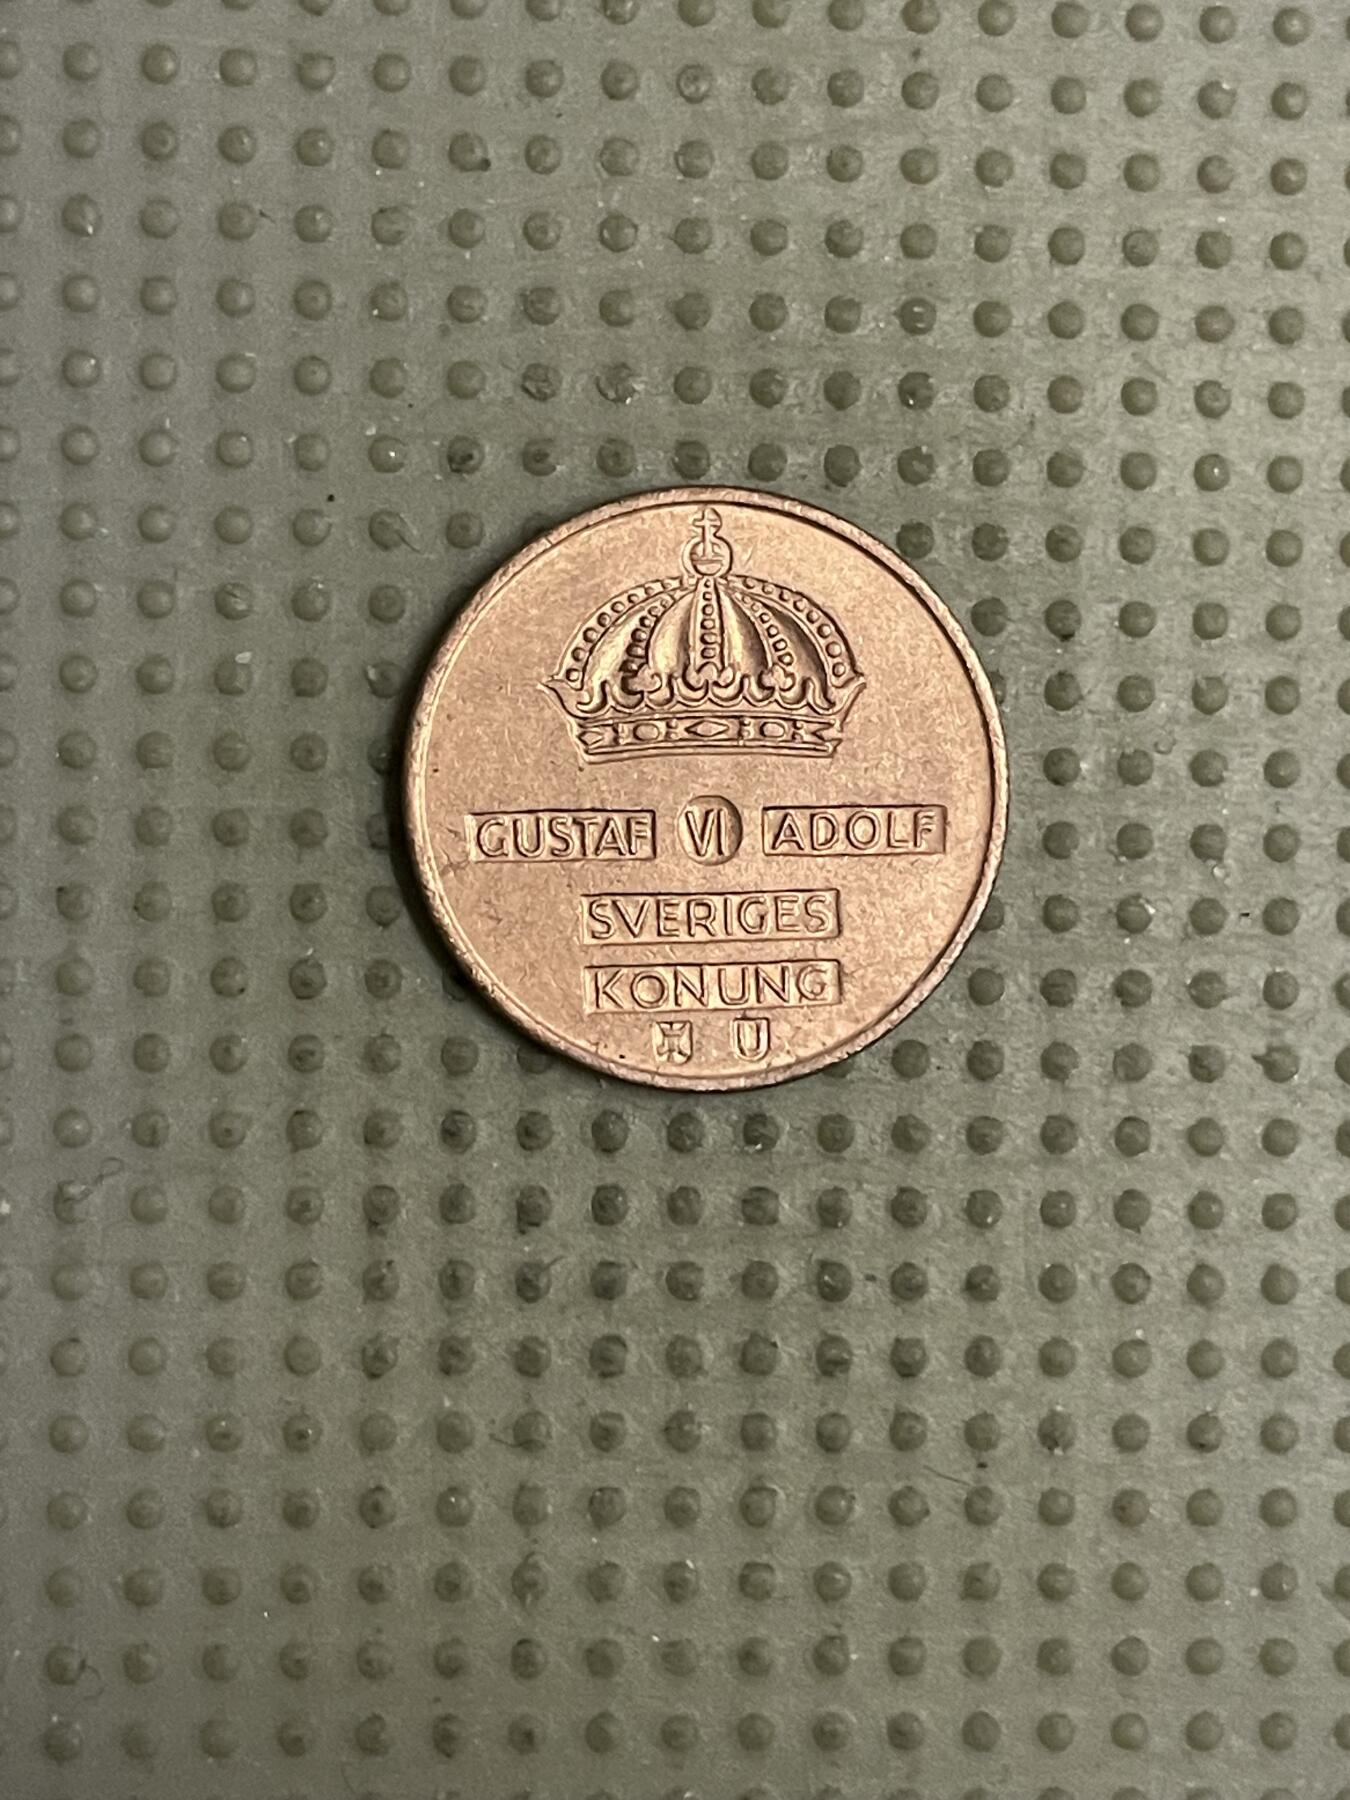 GUSTAF VI ADOLF
SVERIGES
KONUNG
U